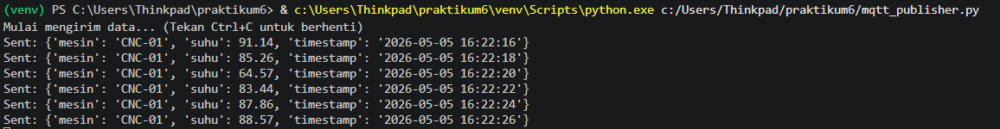 (venv) PS C:\Users\Thinkpad\praktikum6> & c:\Users\Thinkpad\praktikum6\venv\Scripts\python.exe c:/Users/Thinkpad/praktikum6/mqtt_publisher.py
Mulai mengirim data... (Tekan Ctrl+C untuk berhenti)
Sent: {'mesin': 'CNC-01', 'suhu': 91.14, 'timestamp': '2026-05-05 16:22:16'}
Sent: {'mesin': 'CNC-01', 'suhu': 85.26, 'timestamp': '2026-05-05 16:22:18'}
Sent: {'mesin': 'CNC-01', 'suhu': 64.57, 'timestamp': '2026-05-05 16:22:20'}
Sent: {'mesin': 'CNC-01', 'suhu': 83.44, 'timestamp': '2026-05-05 16:22:22'}
Sent: {'mesin': 'CNC-01', 'suhu': 87.86, 'timestamp': '2026-05-05 16:22:24'}
Sent: {'mesin': 'CNC-01', 'suhu': 88.57, 'timestamp': '2026-05-05 16:22:26'}